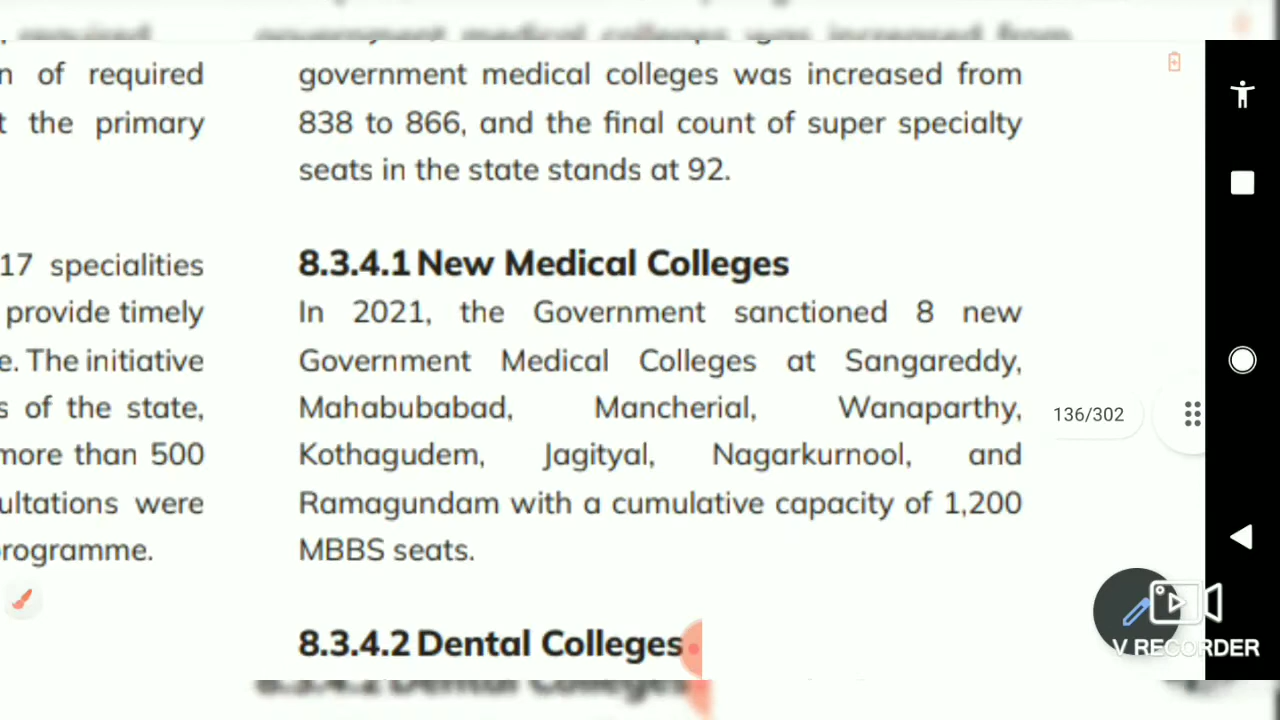 n of required
t the primary
17 specialities
provide timely
e. The initiative
s of the state,
more than 500
ultations were
programme.
government medical colleges was increased from
838 to 866, and the final count of super specialty
seats in the state stands at 92.
8.3.4.1 New Medical Colleges
In 2021, the Government sanctioned 8 new
Government Medical Colleges at Sangareddy,
Mahabubabad, Mancherial, Wanaparthy,
Kothagudem, Jagityal, Nagarkurnool, and
Ramagundam with a cumulative capacity of 1,200
MBBS seats.
8.3.4.2 Dental Colleges
136/302
V RECORDER